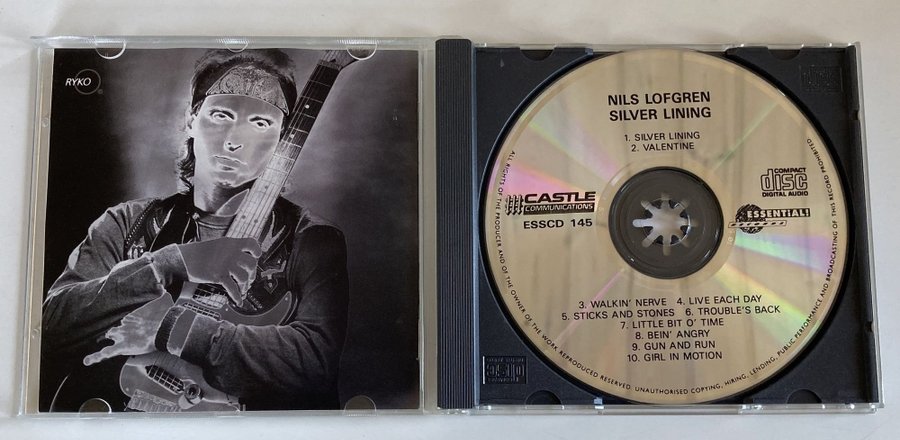 RYKO
NILS LOFGREN
SILVER LINING
1. SILVER LINING
2. VALENTINE
CASTLE
COMMUNICATIONS
ESSCD 145
COMPACT
disc
DIGITAL AUDIO
ESSENTIAL!
RECORDS
3. WALKIN' NERVE 4. LIVE EACH DAY
5. STICKS AND STONES 6. TROUBLE'S BACK
7. LITTLE BIT O' TIME
8. BEIN' ANGRY
9. GUN AND RUN
10. GIRL IN MOTION
ALL RIGHTS OF THE PRODUCER AND OF THE OWNER OF THE WORK REPRODUCED RESERVED. UNAUTHORISED COPYING, HIRING, LENDING, PUBLIC PERFORMANCE AND BROADCASTING OF THIS RECORD PROHIBITED